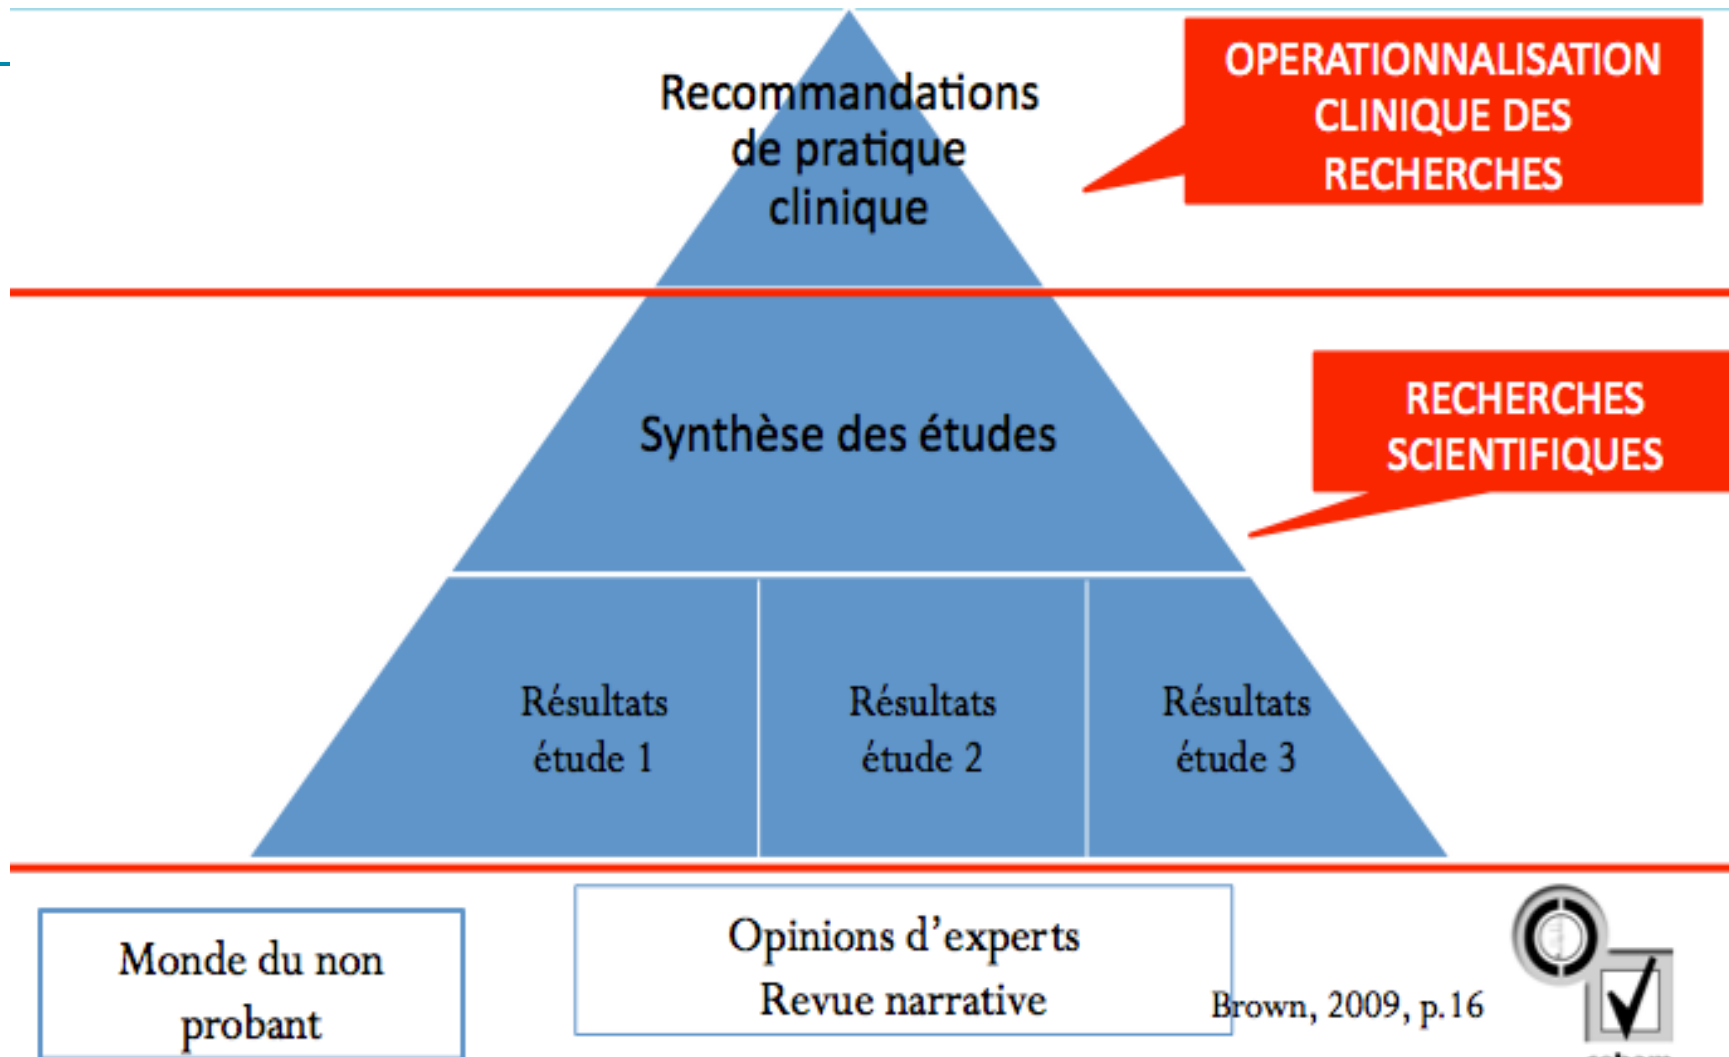 Recommandations
de pratique
clinique
OPERATIONNALISATION
CLINIQUE DES
RECHERCHES
Synthèse des études
RECHERCHES
SCIENTIFIQUES
Résultats
étude 1
Résultats
étude 2
Résultats
étude 3
Monde du non
probant
Opinions d’experts
Revue narrative
Brown, 2009, p.16